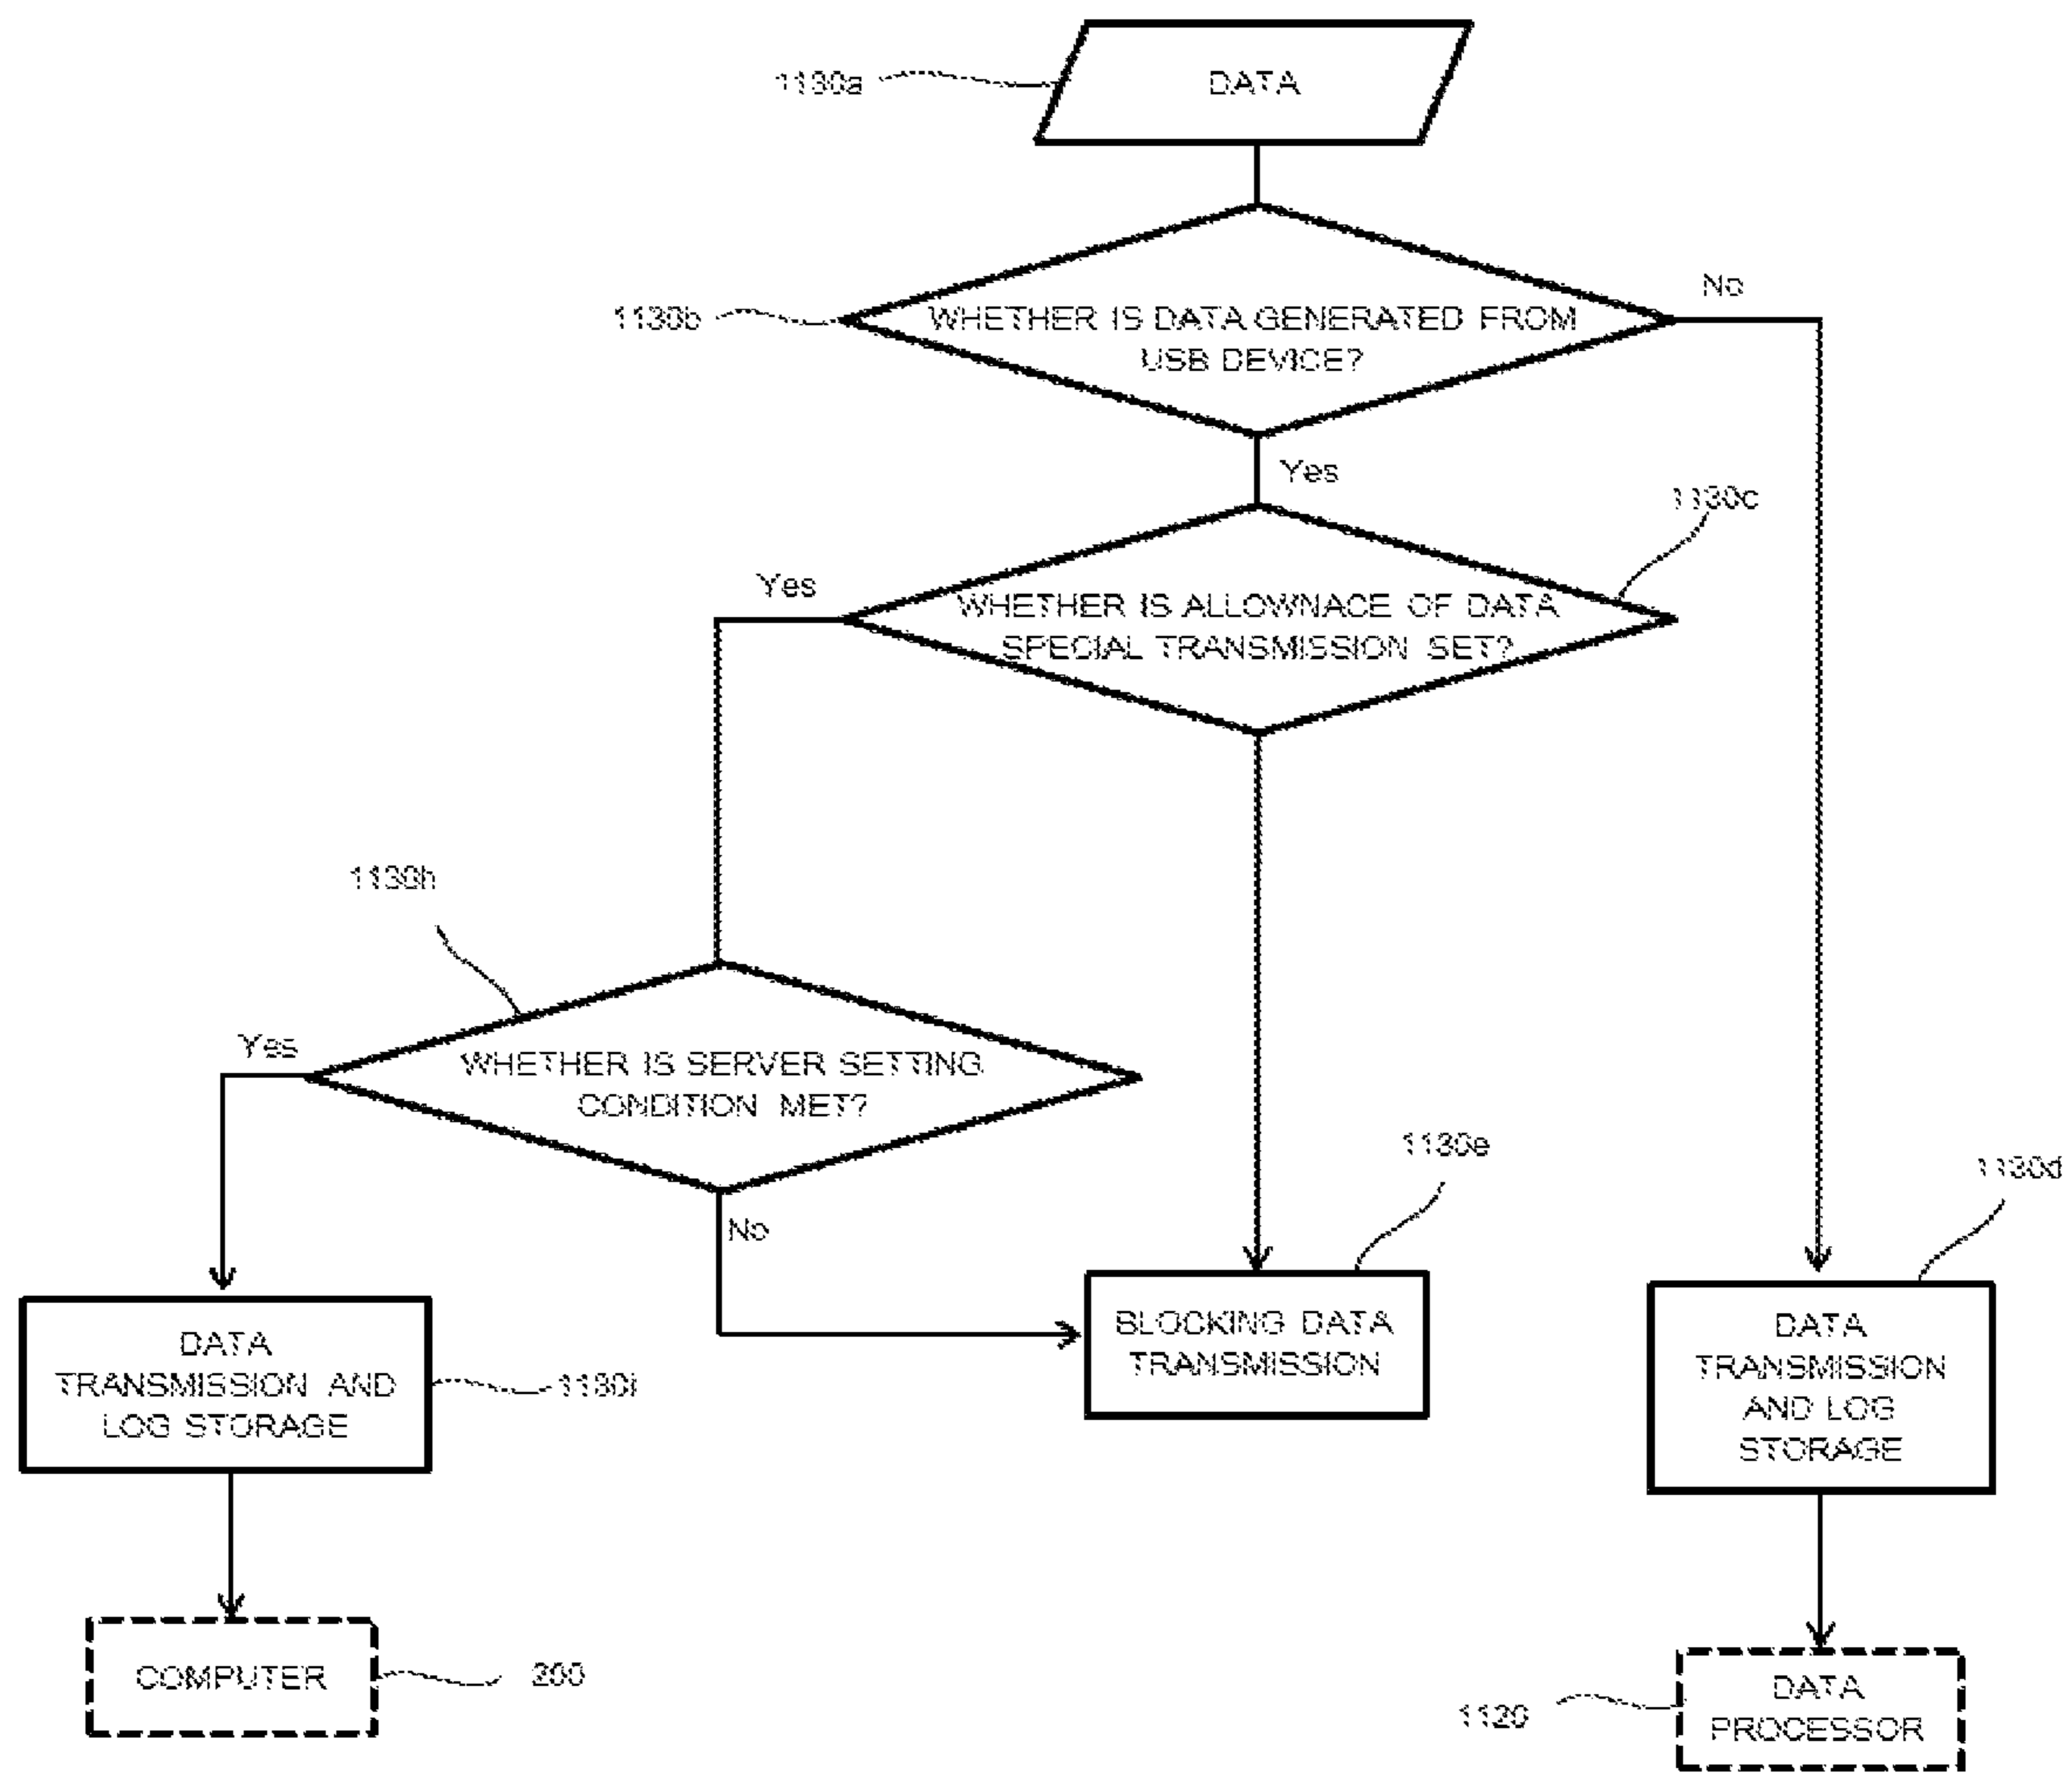 1130a
DATA
No
1130b
WHETHER IS DATA GENERATED FROM
USB DEVICE?
Yes
1130c
Yes
WHETHER IS ALLOWNACE OF DATA
SPECIAL TRANSMISSION SET?
1130h
Yes
WHETHER IS SERVER SETTING
CONDITION MET?
1130e
1130d
No
BLOCKING DATA
TRANSMISSION
DATA
TRANSMISSION AND
LOG STORAGE
1130i
DATA
TRANSMISSION
AND LOG
STORAGE
COMPUTER
200
1120
DATA
PROCESSOR